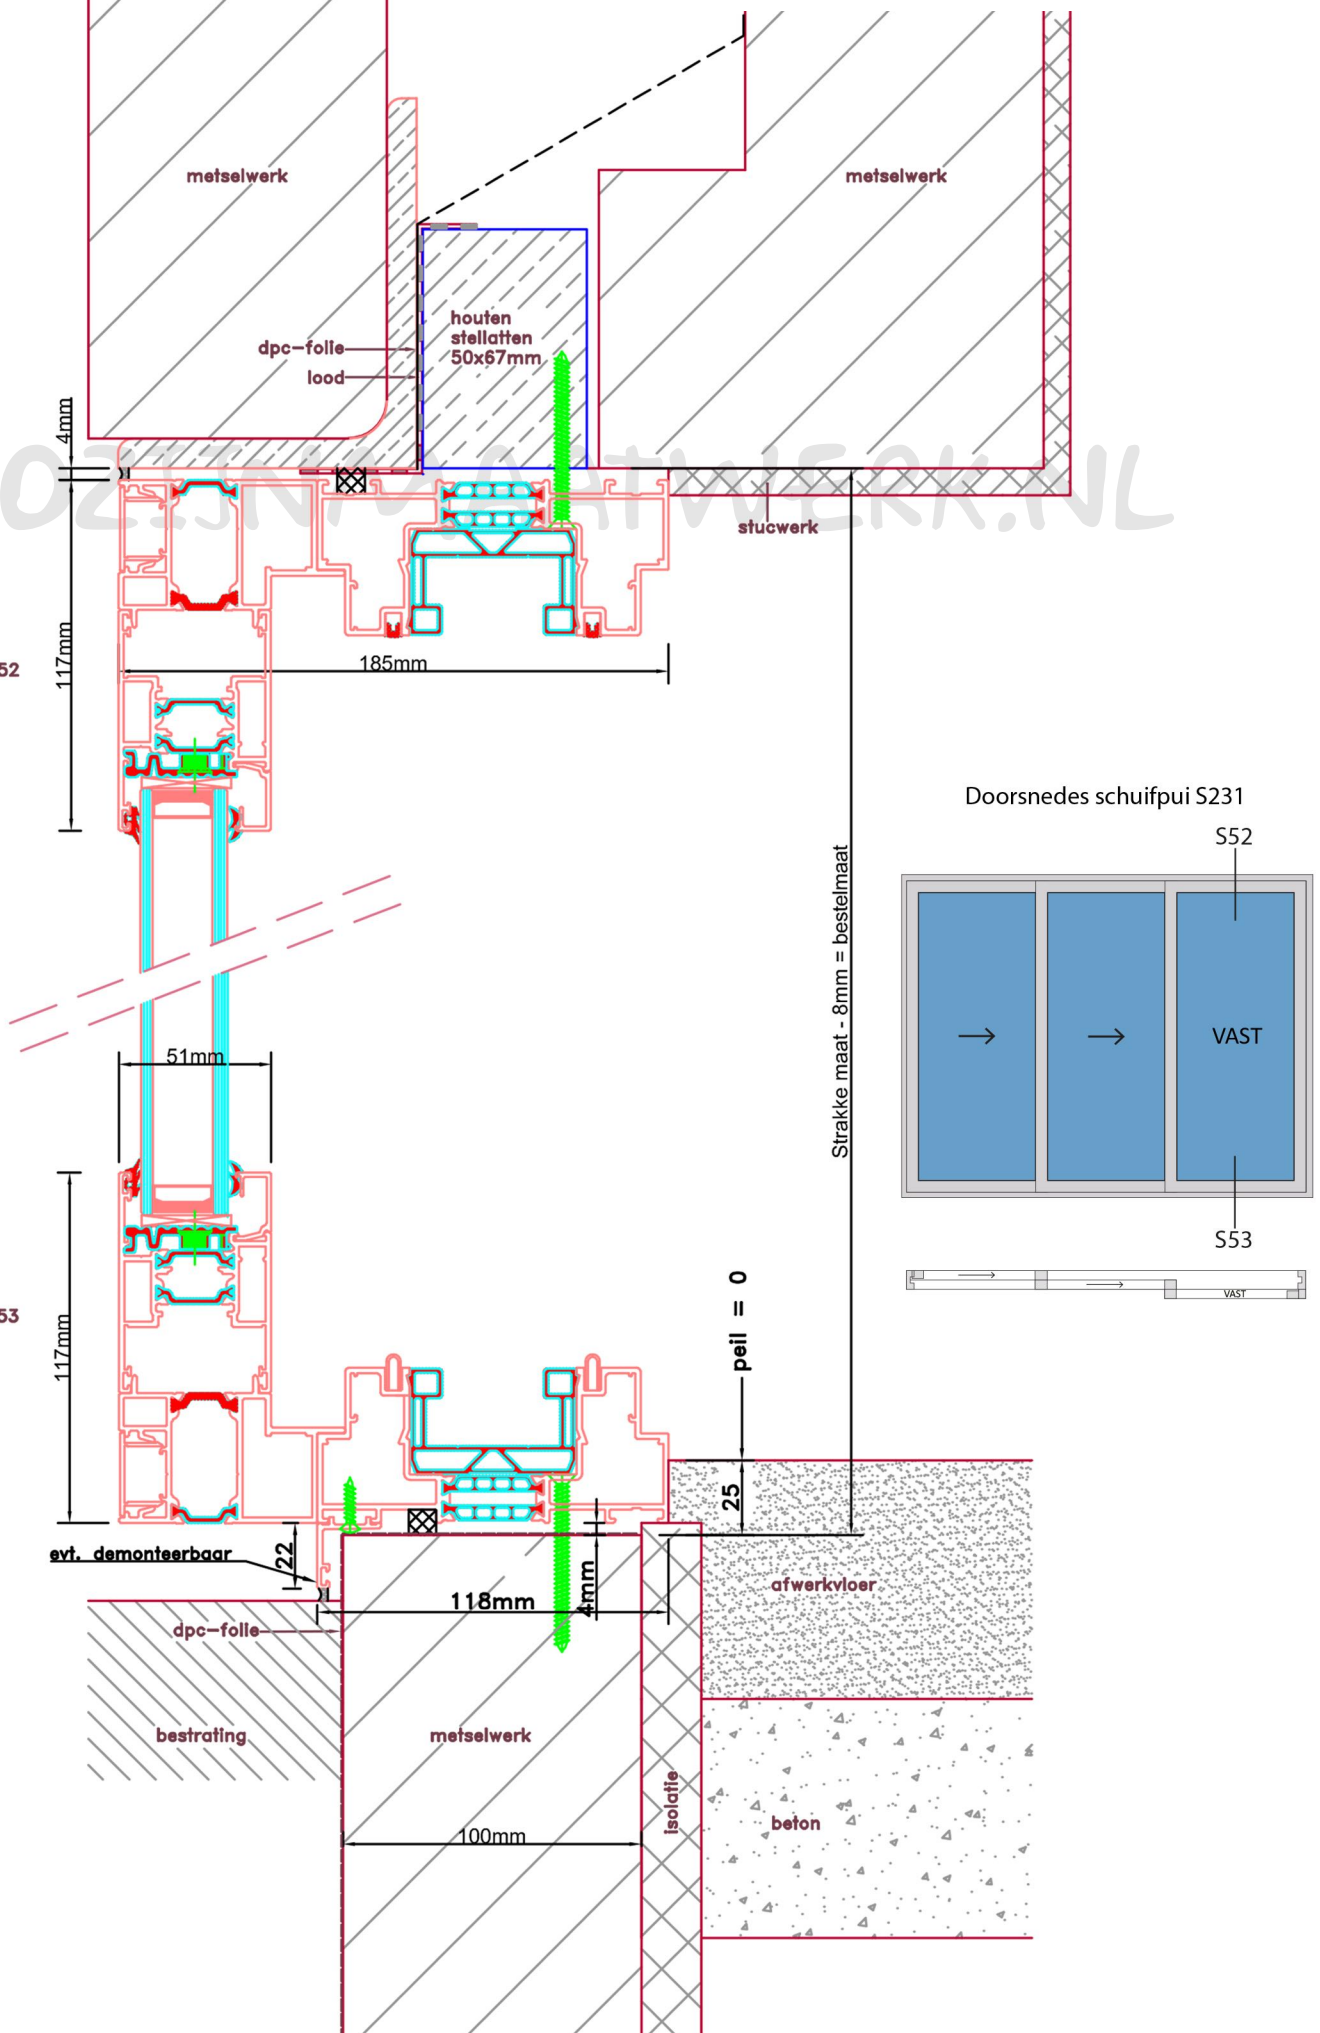 metselwerk
metselwerk
houten
stellatten
50x67mm
dpc-folie
lood
4mm
OZIJNMAATWERK.NL
stucwerk
117mm
52
185mm
Doorsnedes schuifpui S231
S52
Strakke maat - 8mm = bestelmaat
VAST
51mm
S53
peil = 0
VAST
53
117mm
25
22
evt. demonteerbaar
4mm
118mm
afwerkvloer
dpc-folie
bestrating
metselwerk
isolatie
beton
100mm